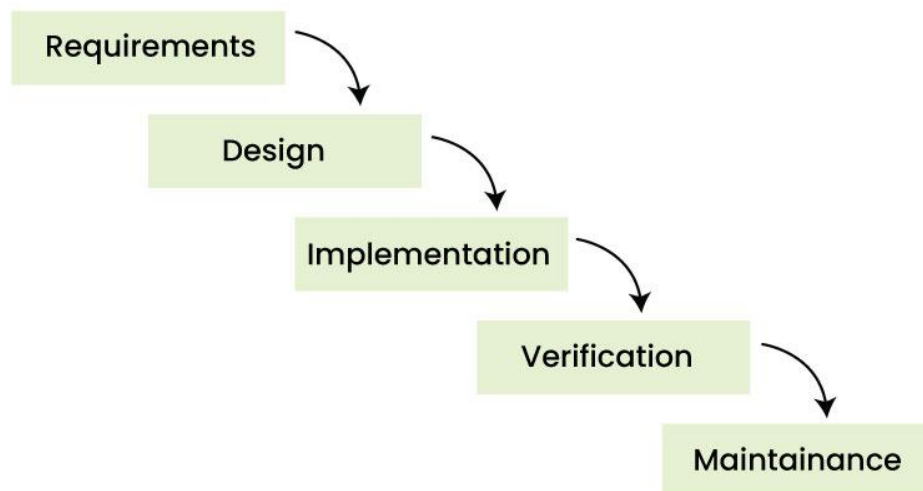 Requirements
Design
Implementation
Verification
Maintainance